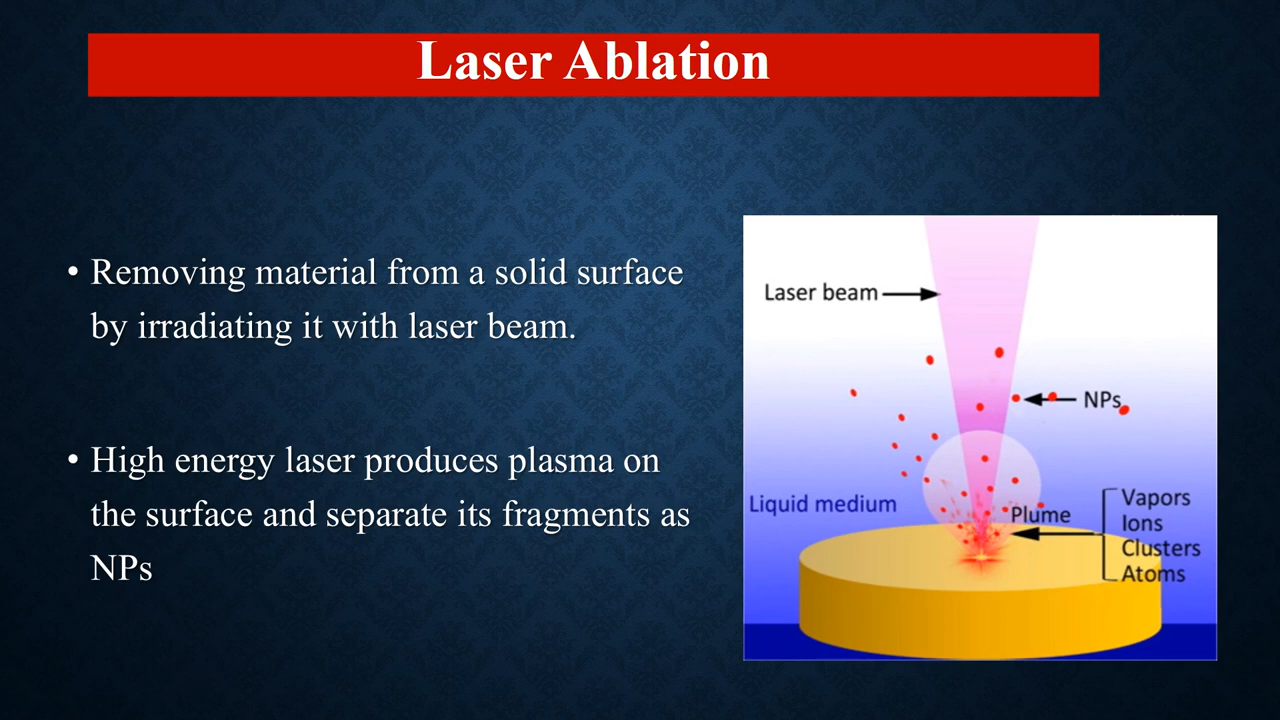 Laser Ablation
• Removing material from a solid surface
by irradiating it with laser beam.
• High energy laser produces plasma on
the surface and separate its fragments as
NPs
Laser beam
NPs
Liquid medium
Plume
Vapors
Ions
Clusters
Atoms